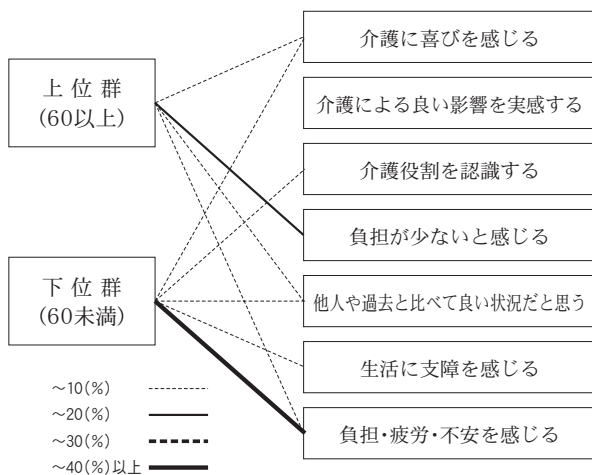 上位群
(60以上)
下位群
(60未満)
介護に喜びを感じる
介護による良い影響を実感する
介護役割を認識する
負担が少ないと感じる
他人や過去と比べて良い状況だと思う
生活に支障を感じる
負担・疲労・不安を感じる
～10(%)
～20(%)
～30(%)
～40(%)以上